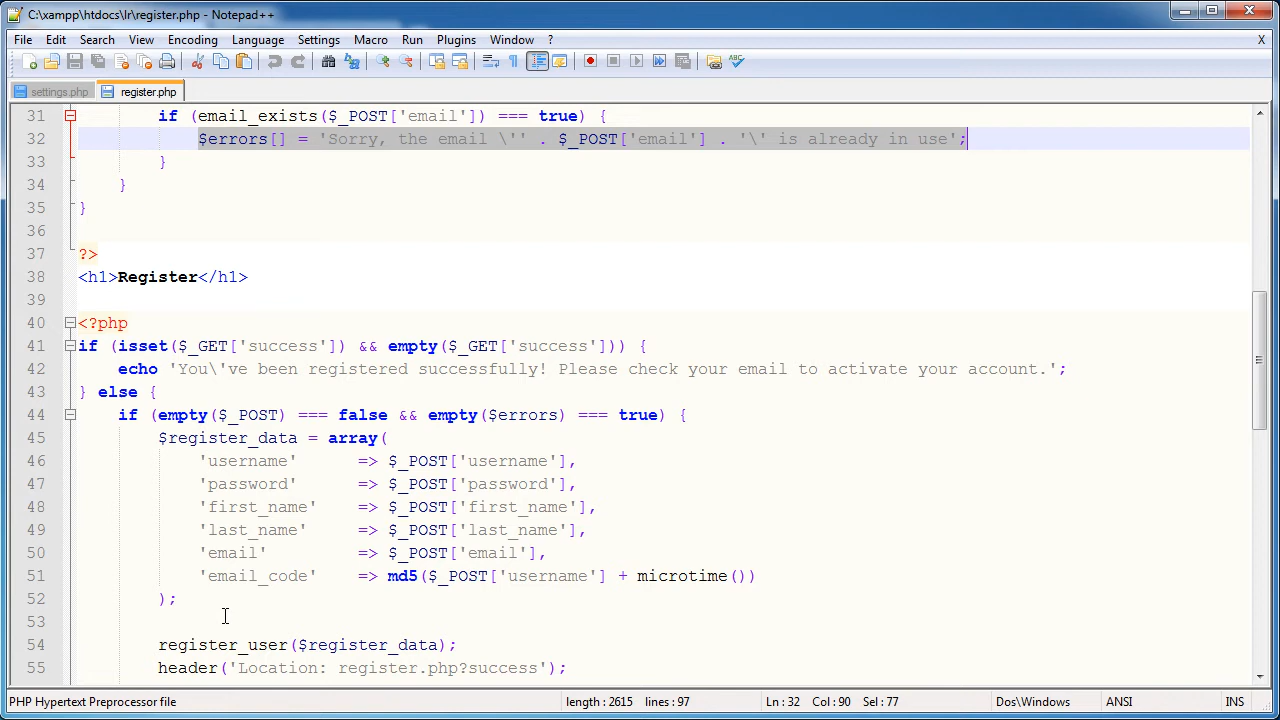 C:\xampp\htdocs\lr\register.php - Notepad++
File Edit Search View Encoding Language Settings Macro Run Plugins Window ? X
settings.php register.php
31 if (email_exists($_POST['email']) === true) {
32 $errors[] = 'Sorry, the email \'' . $_POST['email'] . '\' is already in use';
33 }
34 }
35 }
36
37 ?>
38 <h1>Register</h1>
39
40 <?php
41 if (isset($_GET['success']) && empty($_GET['success'])) {
42 echo 'You\'ve been registered successfully! Please check your email to activate your account.';
43 } else {
44 if (empty($_POST) === false && empty($errors) === true) {
45 $register_data = array(
46 'username' => $_POST['username'],
47 'password' => $_POST['password'],
48 'first_name' => $_POST['first_name'],
49 'last_name' => $_POST['last_name'],
50 'email' => $_POST['email'],
51 'email_code' => md5($_POST['username'] + microtime())
52 );
53
54 register_user($register_data);
55 header('Location: register.php?success');
PHP Hypertext Preprocessor file length : 2615 lines : 97 Ln : 32 Col : 90 Sel : 77 Dos\Windows ANSI INS